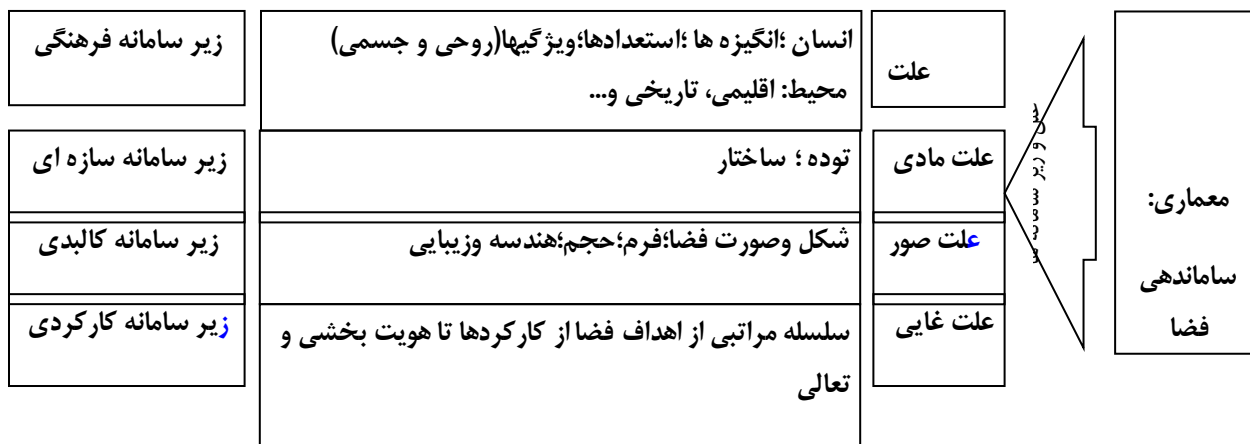 معماری:
ساماندهی
فضا
علت
انسان ؛انگیزه ها ؛استعدادها؛ویژگیها(روحی و جسمی)
محیط: اقلیمی، تاریخی و...
زیر سامانه فرهنگی
علت مادی
توده ؛ ساختار
زیر سامانه سازه ای
علت صور
شکل وصورت فضا؛فرم؛حجم؛هندسه وزیبایی
زیر سامانه کالبدی
علت غایی
سلسله مراتبی از اهداف فضا از کارکردها تا هویت بخشی و
تعالی
زیر سامانه کارکردی
و زیر